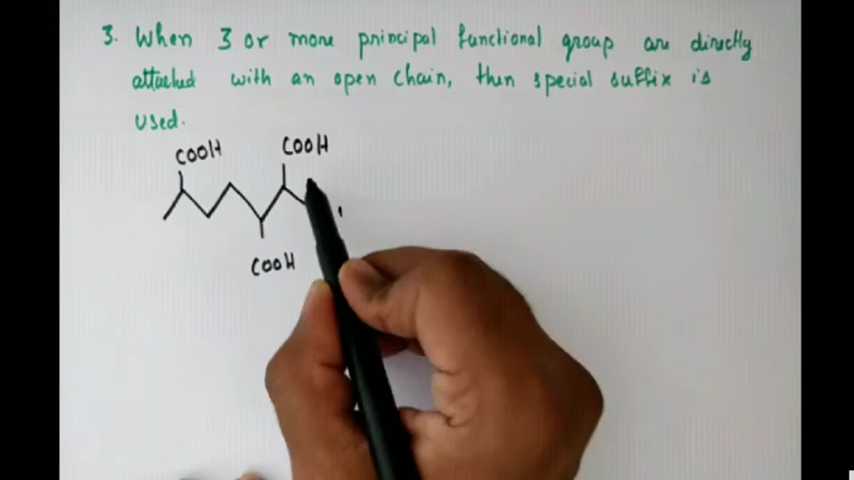 3. When 3 or more principal functional group are directly
attached with an open chain, then special suffix is
used.
COOH
COOH
COOH